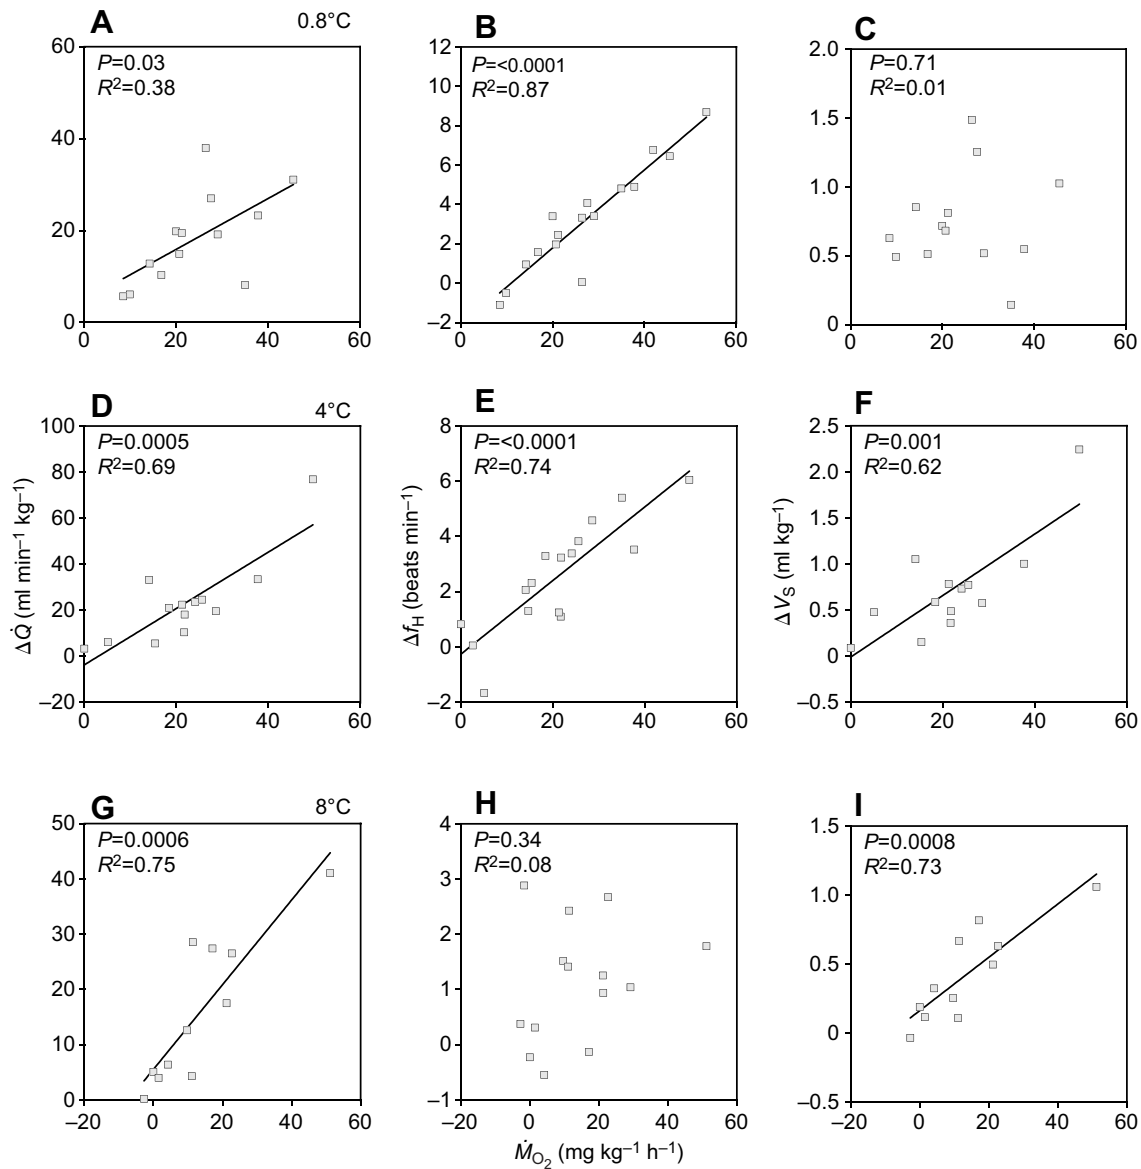 A 0.8°C B C
60
40
20
0
P=0.03
R²=0.38
0 20 40 60
12
10
8
6
4
2
0
–2
P=<0.0001
R²=0.87
0 20 40 60
2.0
1.5
1.0
0.5
0
P=0.71
R²=0.01
0 20 40 60
D 4°C E F
ΔQ̇ (ml min⁻¹ kg⁻¹)
100
80
60
40
20
0
–20
P=0.0005
R²=0.69
0 20 40 60
Δf_H (beats min⁻¹)
8
6
4
2
0
–2
P=<0.0001
R²=0.74
0 20 40 60
ΔV_S (ml kg⁻¹)
2.5
2.0
1.5
1.0
0.5
0
–0.5
P=0.001
R²=0.62
0 20 40 60
G 8°C H I
50
40
30
20
10
0
P=0.0006
R²=0.75
–20 0 20 40 60
4
3
2
1
0
–1
P=0.34
R²=0.08
–20 0 20 40 60
1.5
1.0
0.5
0
–0.5
P=0.0008
R²=0.73
–20 0 20 40 60
Ṁ_O₂ (mg kg⁻¹ h⁻¹)